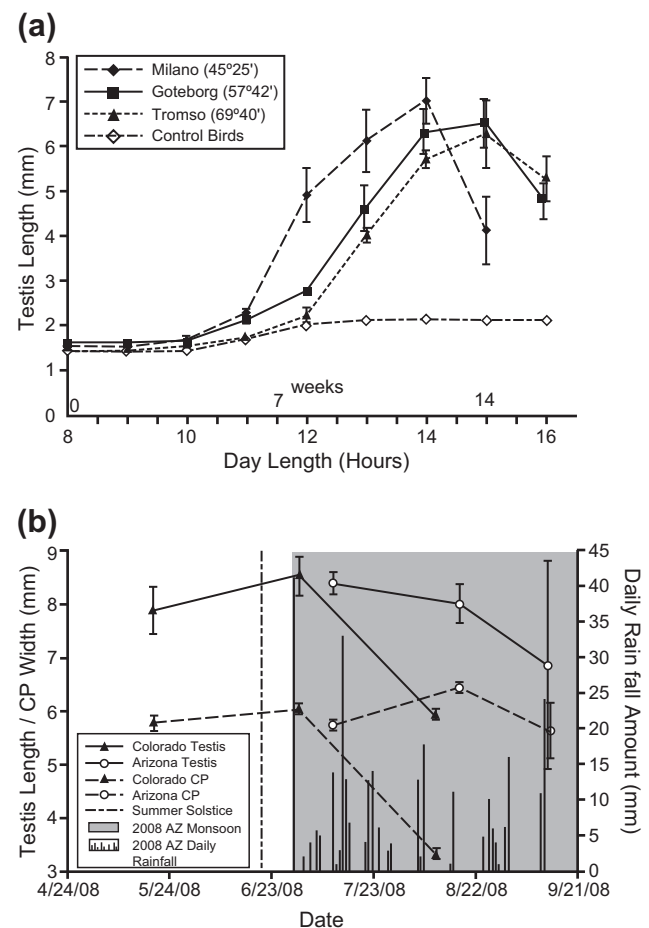 (a)
8
7
6
5
4
3
2
1
0
Testis Length (mm)
Milano (45º25')
Goteborg (57º42')
Tromso (69º40')
Control Birds
weeks
0
7
14
8
10
12
14
16
Day Length (Hours)
(b)
9
8
7
6
5
4
3
Testis Length / CP Width (mm)
45
40
35
30
25
20
15
10
5
0
Daily Rain fall Amount (mm)
Colorado Testis
Arizona Testis
Colorado CP
Arizona CP
Summer Solstice
2008 AZ Monsoon
2008 AZ Daily
Rainfall
4/24/08
5/24/08
6/23/08
7/23/08
8/22/08
9/21/08
Date